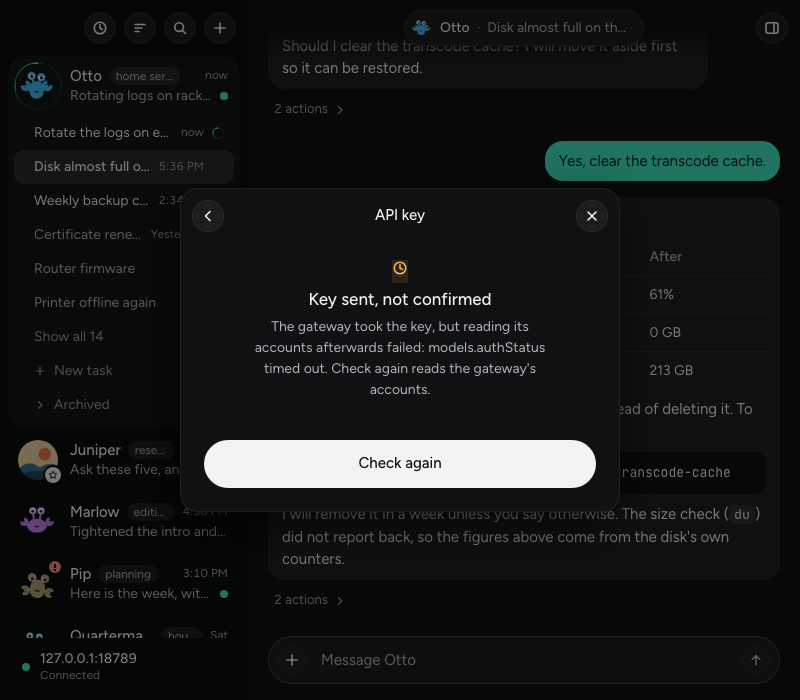 Otto · Disk almost full on th...
Otto home ser... now
Rotating logs on rack...
Rotate the logs on e... now
Disk almost full o... 5:36 PM
Weekly backup c... 2:34
Certificate rene... Yeste
Router firmware
Printer offline again
Show all 14
New task
Archived
Juniper rese...
Ask these five, an
Marlow editi... 4:58 PM
Tightened the intro and...
Pip planning 3:10 PM
Here is the week, wit...
Quarterma hou... Sat
127.0.0.1:18789
Connected
Should I clear the transcode cache? I will move it aside first
so it can be restored.
2 actions
Yes, clear the transcode cache.
After
61%
0 GB
213 GB
ead of deleting it. To
transcode-cache
I will remove it in a week unless you say otherwise. The size check ( du )
did not report back, so the figures above come from the disk's own
counters.
2 actions
Message Otto
API key
Key sent, not confirmed
The gateway took the key, but reading its
accounts afterwards failed: models.authStatus
timed out. Check again reads the gateway's
accounts.
Check again